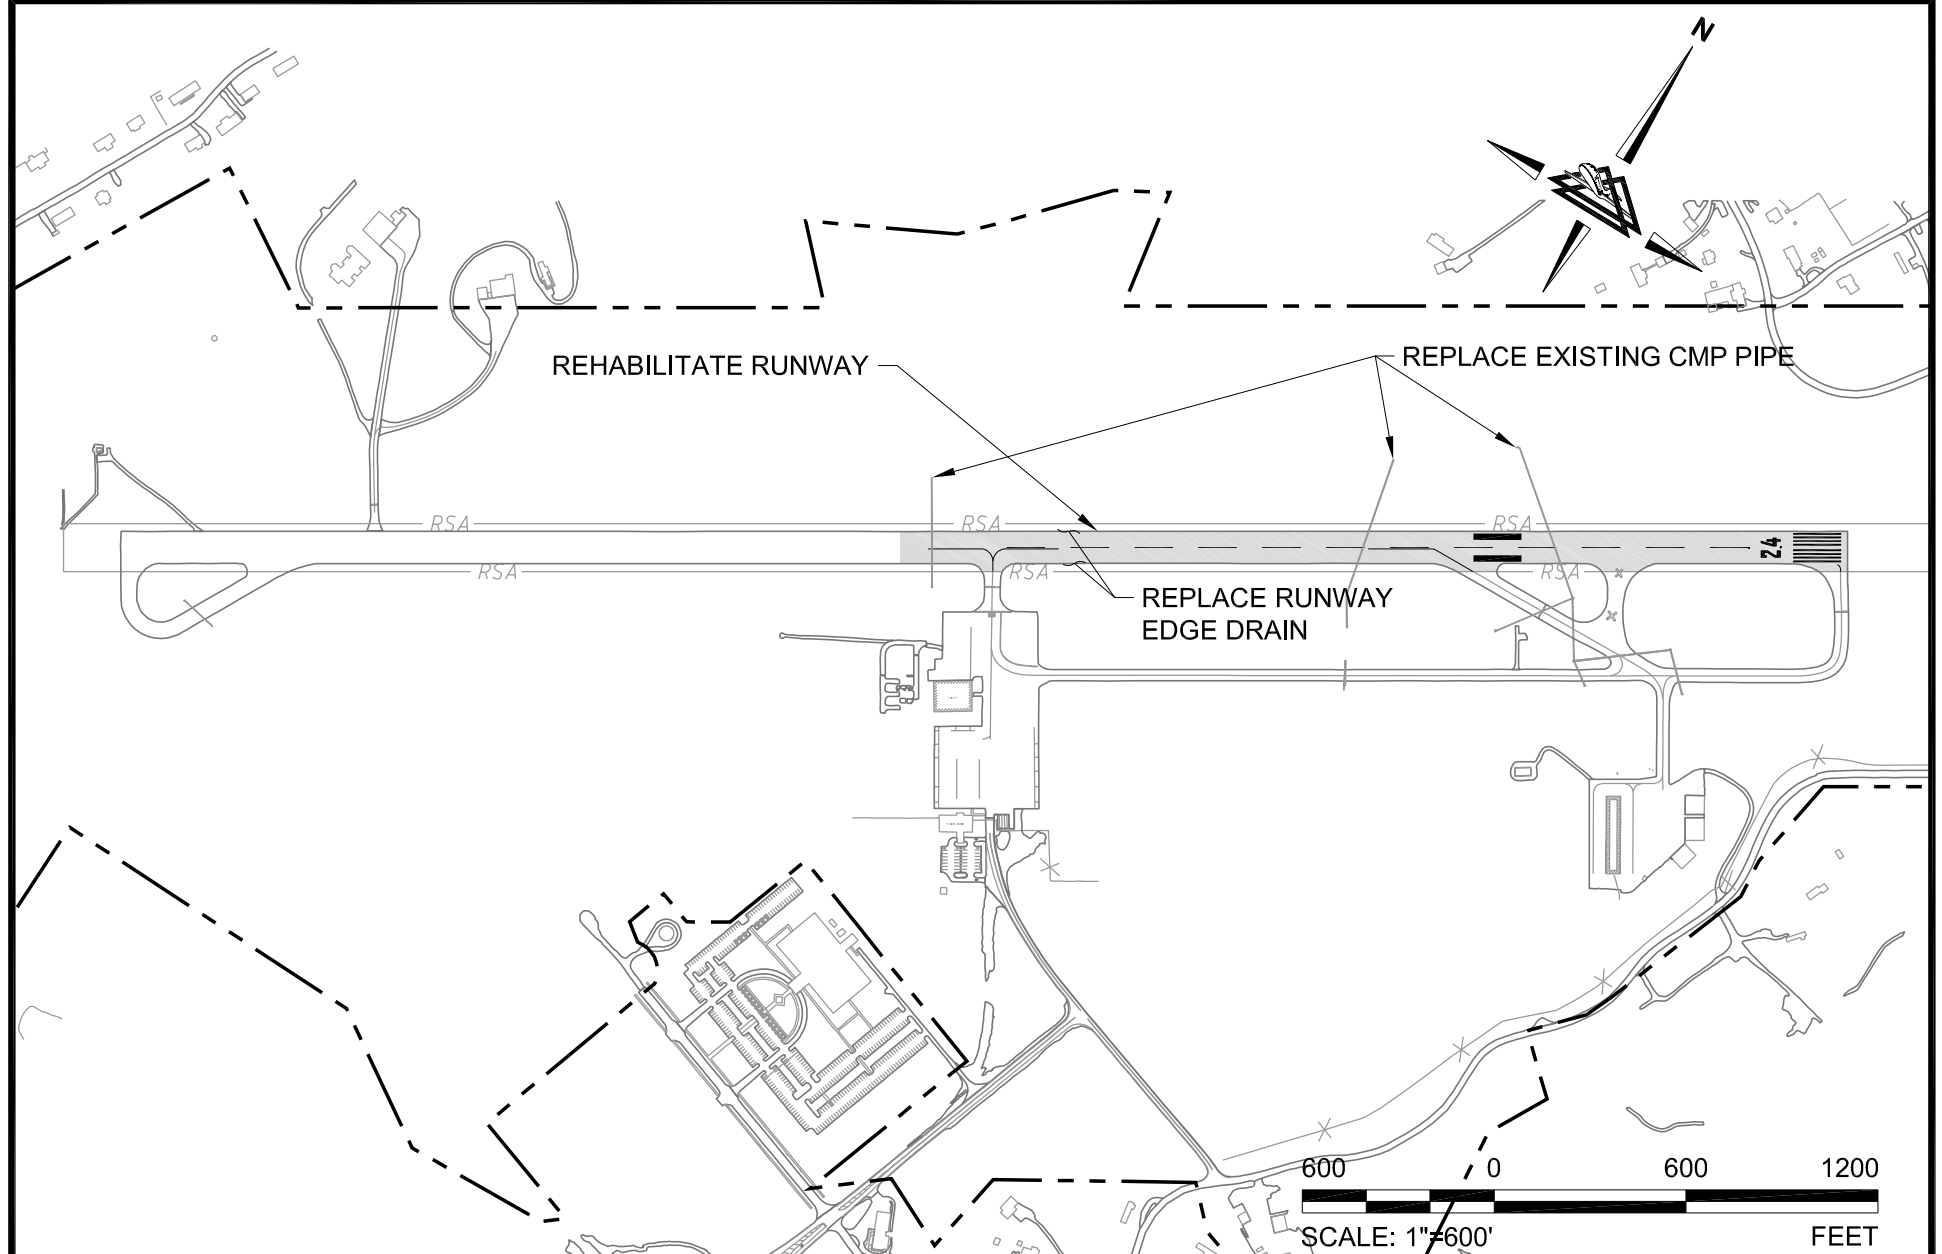 N
REHABILITATE RUNWAY
REPLACE EXISTING CMP PIPE
RSA
RSA
RSA
24
RSA
RSA
RSA
REPLACE RUNWAY
EDGE DRAIN
600 0 600 1200
SCALE: 1"=600' FEET